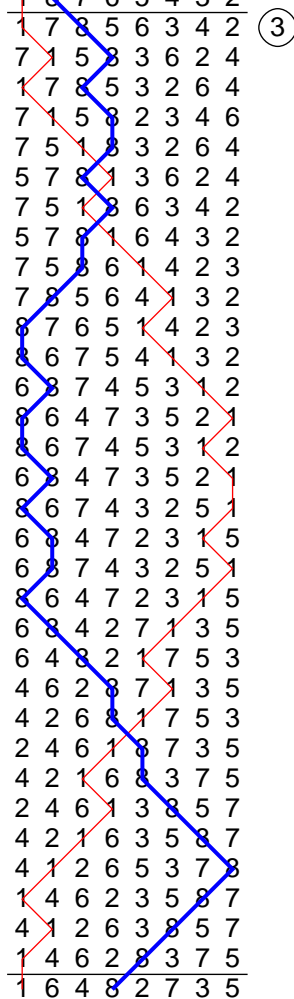 1 7 8 5 6 3 4 2 3
7 1 5 8 3 6 2 4
1 7 8 5 3 2 6 4
7 1 5 8 2 3 4 6
7 5 1 8 3 2 6 4
5 7 8 1 3 6 2 4
7 5 1 8 6 3 4 2
5 7 8 1 6 4 3 2
7 5 8 6 1 4 2 3
7 8 5 6 4 1 3 2
8 7 6 5 1 4 2 3
8 6 7 5 4 1 3 2
6 8 7 4 5 3 1 2
8 6 4 7 3 5 2 1
8 6 7 4 5 3 1 2
6 8 4 7 3 5 2 1
8 6 7 4 3 2 5 1
6 8 4 7 2 3 1 5
6 8 7 4 3 2 5 1
8 6 4 7 2 3 1 5
6 8 4 2 7 1 3 5
6 4 8 2 1 7 5 3
4 6 2 8 7 1 3 5
4 2 6 8 1 7 5 3
2 4 6 1 8 7 3 5
4 2 1 6 8 3 7 5
2 4 6 1 3 8 5 7
4 2 1 6 3 5 8 7
4 1 2 6 5 3 7 8
1 4 6 2 3 5 8 7
4 1 2 6 3 8 5 7
1 4 6 2 8 3 7 5
1 6 4 8 2 7 3 5